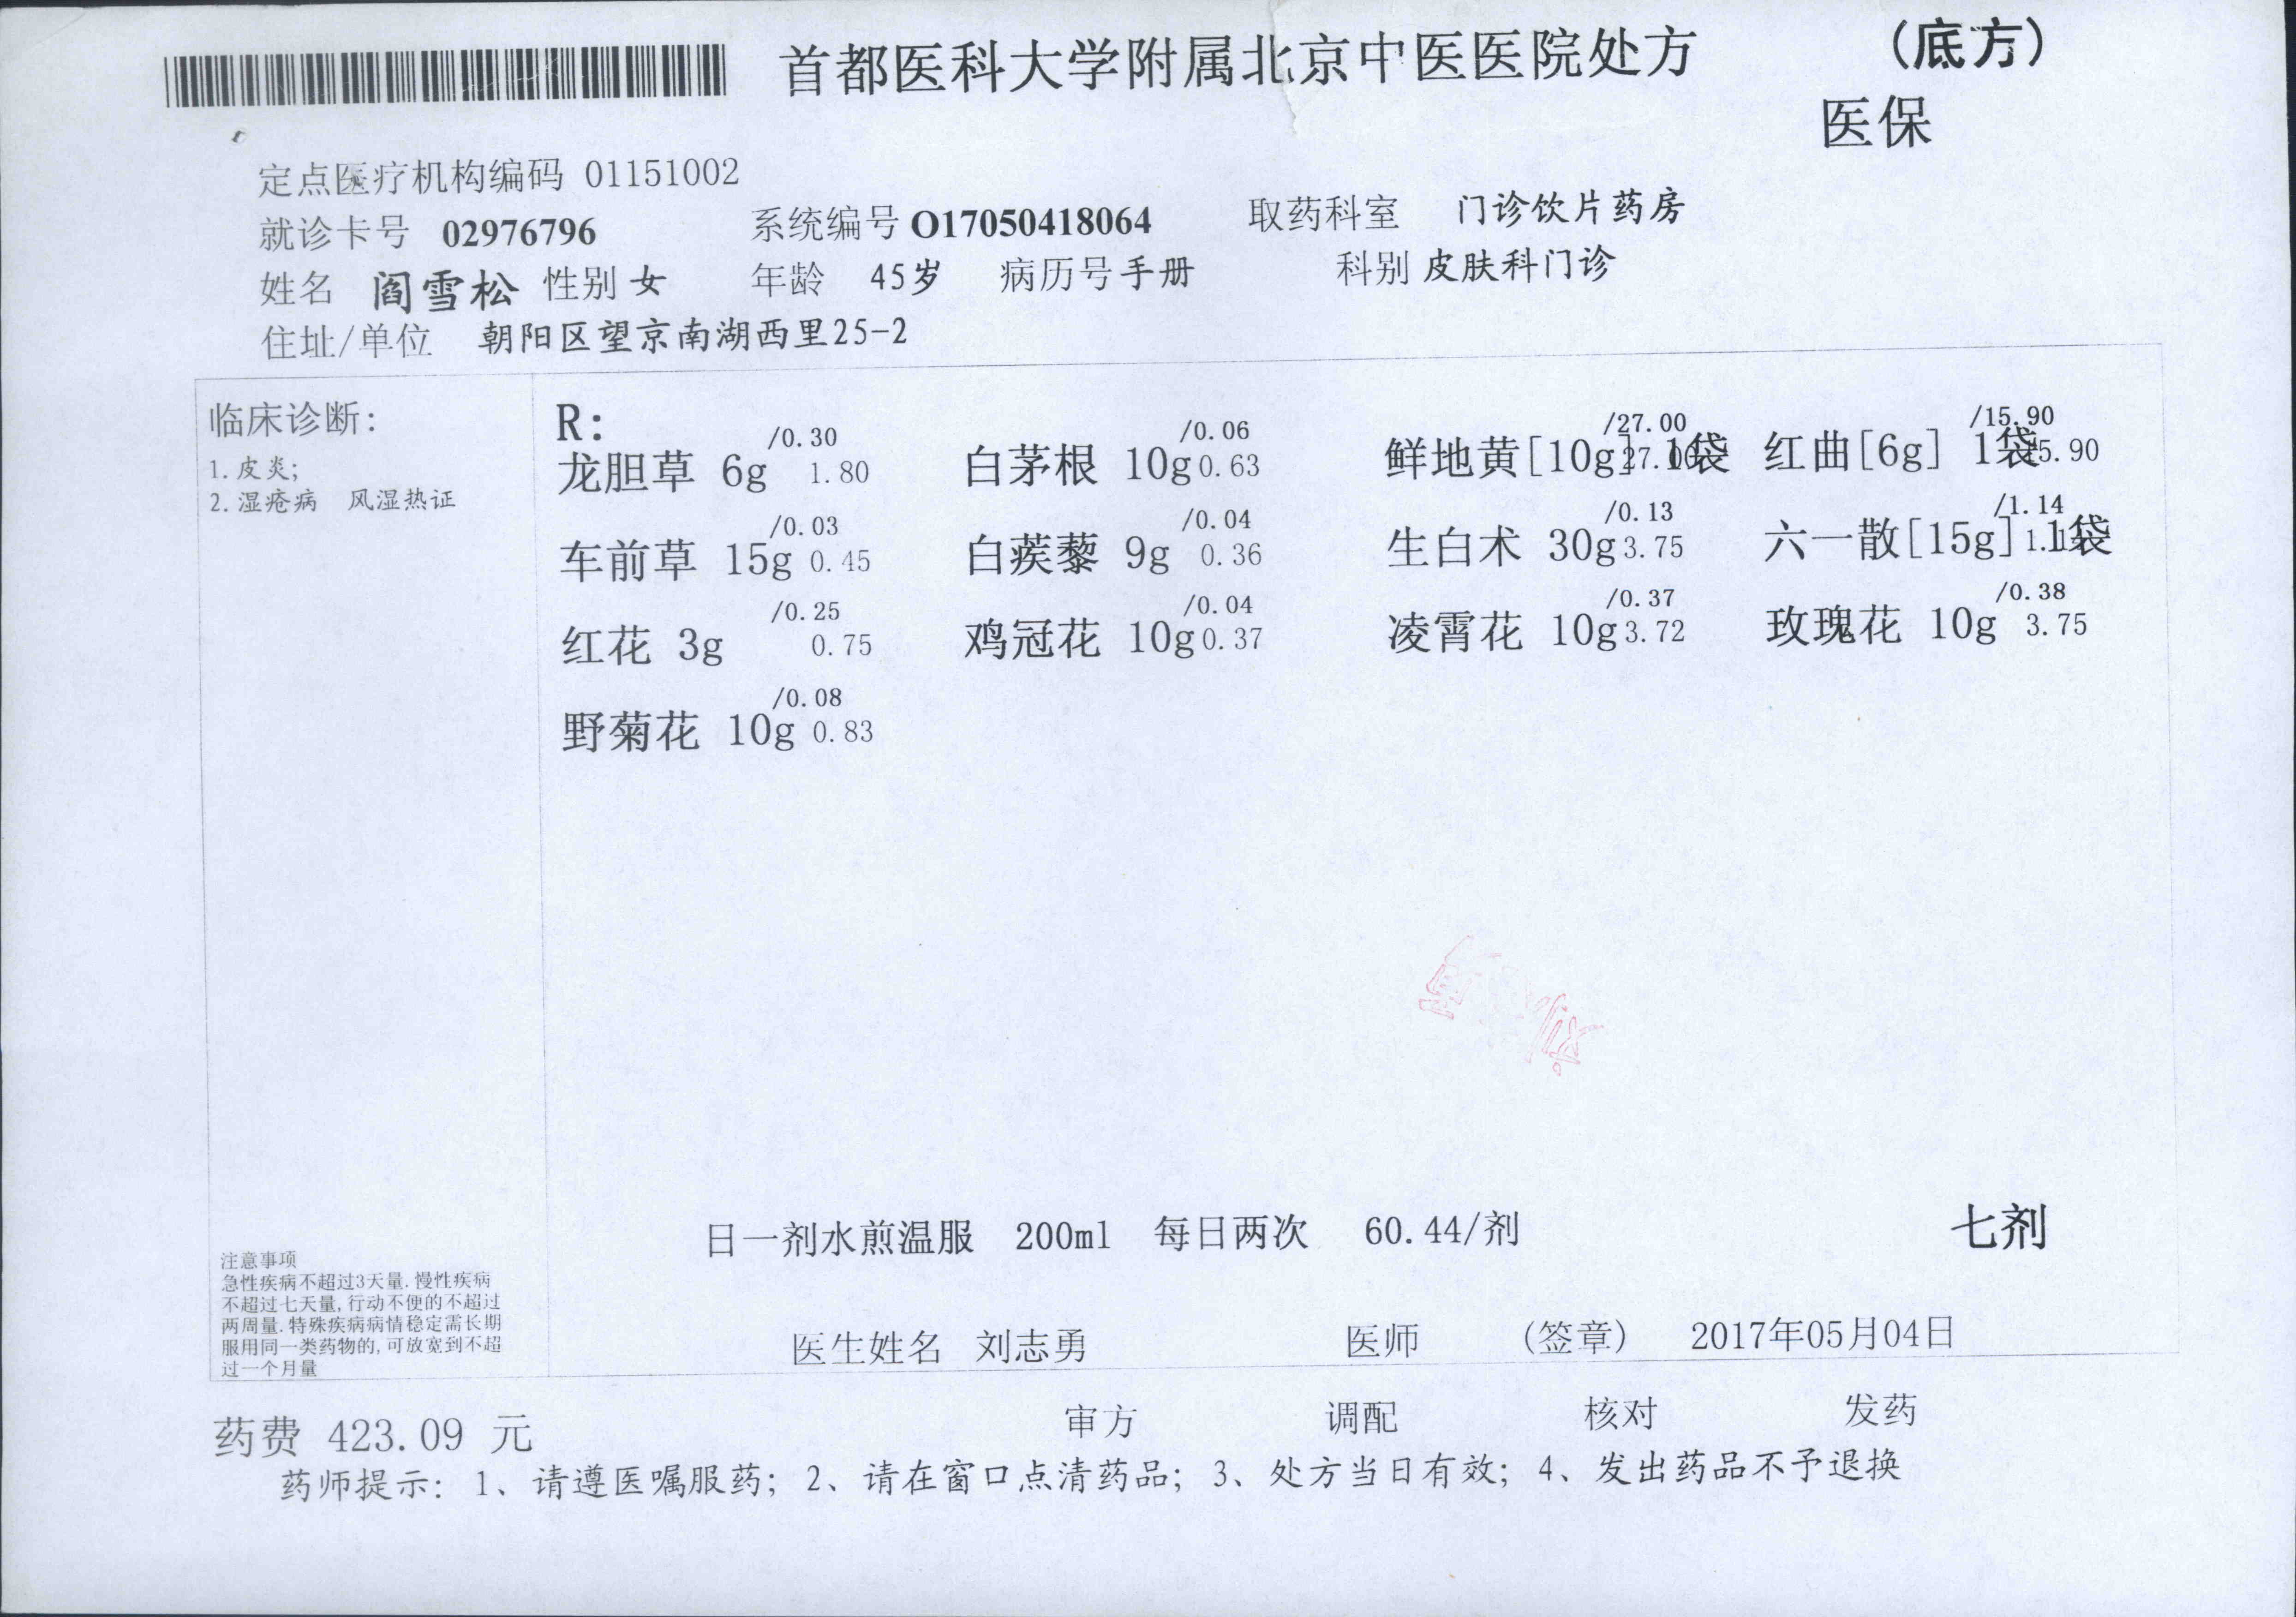 首都医科大学附属北京中医医院处方 (底方)
医保
定点医疗机构编码 01151002
就诊卡号 02976796 系统编号 O17050418064 取药科室 门诊饮片药房
姓名 阎雪松 性别 女 年龄 45岁 病历号 手册 科别 皮肤科门诊
住址/单位 朝阳区望京南湖西里25-2
临床诊断:
1. 皮炎;
2. 湿疮病 风湿热证
R:
/0.30 /0.06 /27.00 /15.90
龙胆草 6g 1.80 白茅根 10g 0.63 鲜地黄[10g] 1袋 27.00 红曲[6g] 1袋 15.90
/0.03 /0.04 /0.13 /1.14
车前草 15g 0.45 白蒺藜 9g 0.36 生白术 30g 3.75 六一散[15g] 1袋
/0.25 /0.04 /0.37 /0.38
红花 3g 0.75 鸡冠花 10g 0.37 凌霄花 10g 3.72 玫瑰花 10g 3.75
/0.08
野菊花 10g 0.83
日一剂水煎温服 200ml 每日两次 60.44/剂 七剂
注意事项
急性疾病不超过3天量. 慢性疾病
不超过七天量, 行动不便的不超过
两周量. 特殊疾病病情稳定需长期
服用同一类药物的, 可放宽到不超
过一个月量
医生姓名 刘志勇 医师 (签章) 2017年05月04日
药费 423.09 元 审方 调配 核对 发药
药师提示: 1、请遵医嘱服药; 2、请在窗口点清药品; 3、处方当日有效; 4、发出药品不予退换